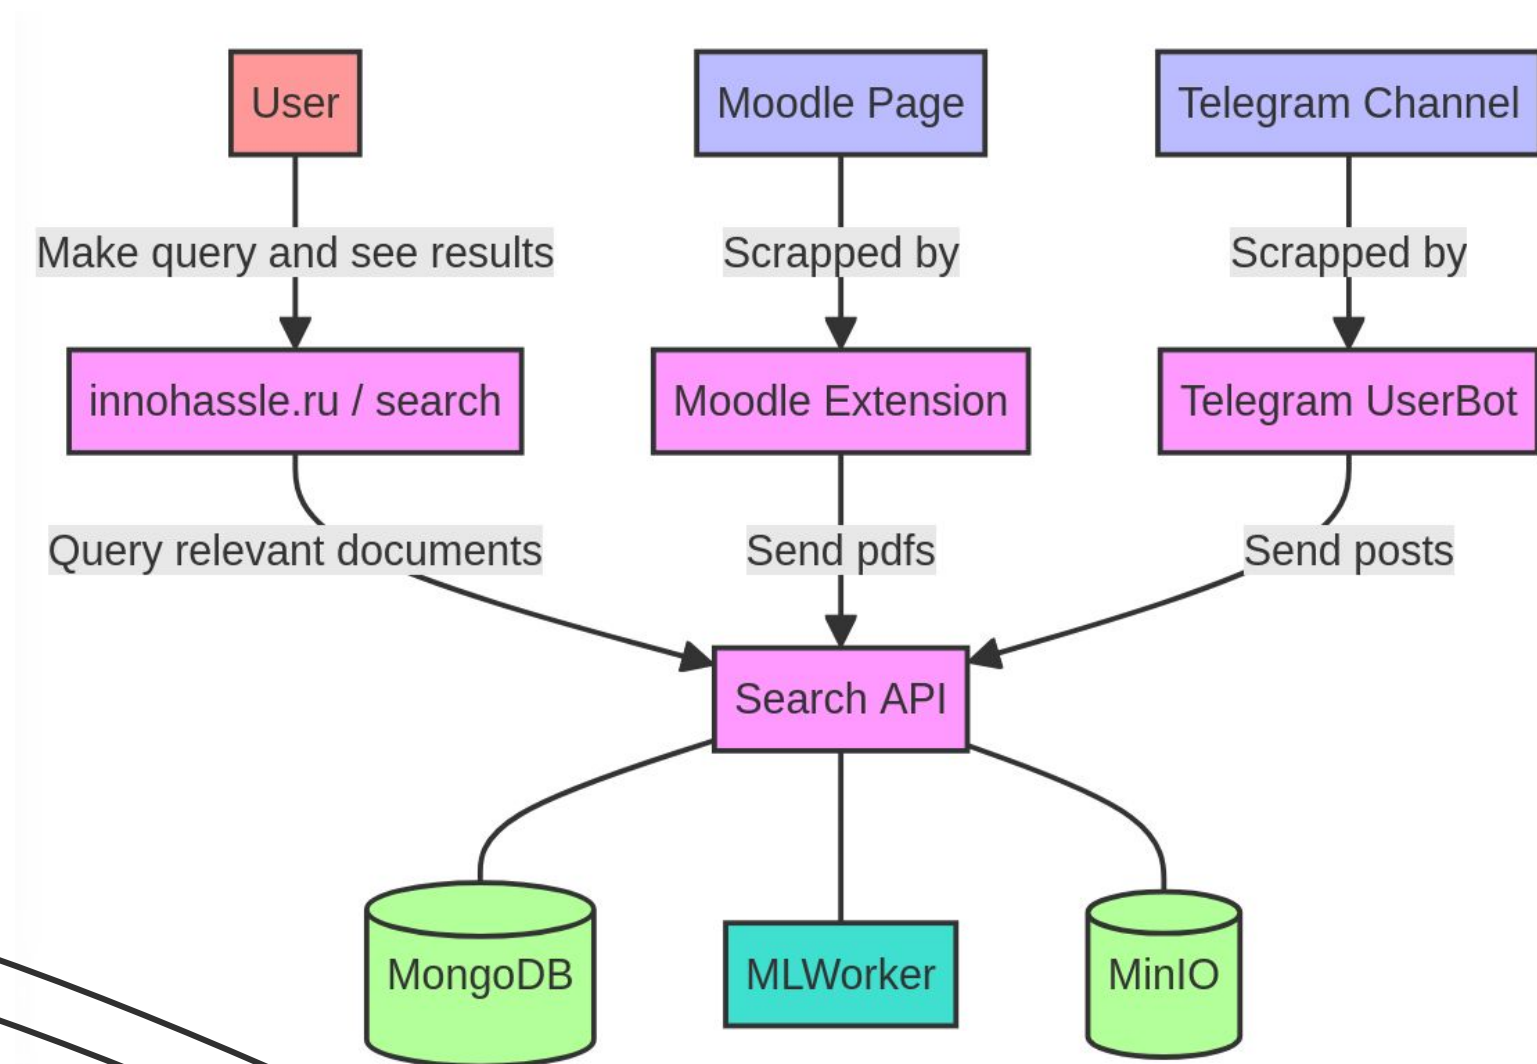 User
Moodle Page
Telegram Channel
Make query and see results
Scrapped by
Scrapped by
innohassle.ru / search
Moodle Extension
Telegram UserBot
Query relevant documents
Send pdfs
Send posts
Search API
MongoDB
MLWorker
MinIO